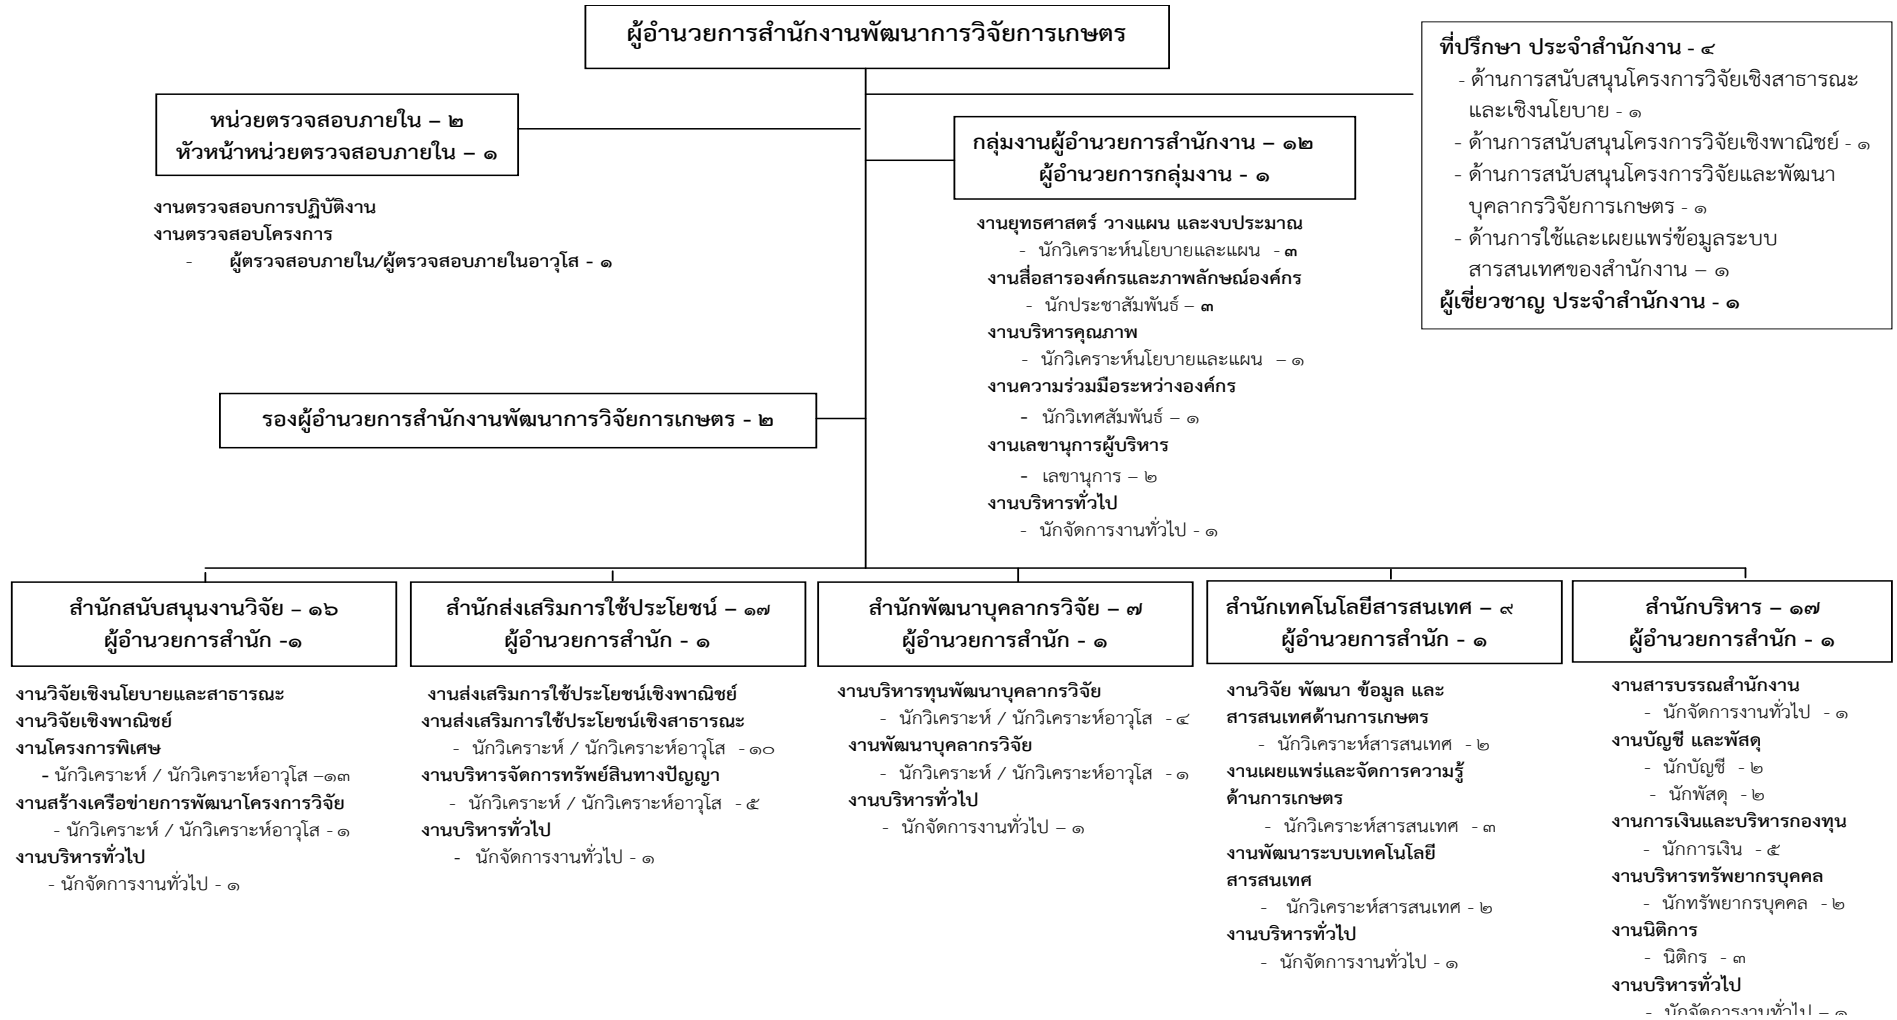 ผู้อำนวยการสำนักงานพัฒนาการวิจัยการเกษตร
ที่ปรึกษา ประจำสำนักงาน - ๔
- ด้านการสนับสนุนโครงการวิจัยเชิงสาธารณะ
และเชิงนโยบาย - ๑
- ด้านการสนับสนุนโครงการวิจัยเชิงพาณิชย์ - ๑
- ด้านการสนับสนุนโครงการวิจัยและพัฒนา
บุคลากรวิจัยการเกษตร - ๑
- ด้านการใช้และเผยแพร่ข้อมูลระบบ
สารสนเทศของสำนักงาน – ๑
ผู้เชี่ยวชาญ ประจำสำนักงาน - ๑
หน่วยตรวจสอบภายใน – ๒
หัวหน้าหน่วยตรวจสอบภายใน – ๑
งานตรวจสอบการปฏิบัติงาน
งานตรวจสอบโครงการ
- ผู้ตรวจสอบภายใน/ผู้ตรวจสอบภายในอาวุโส - ๑
กลุ่มงานผู้อำนวยการสำนักงาน – ๑๒
ผู้อำนวยการกลุ่มงาน - ๑
งานยุทธศาสตร์ วางแผน และงบประมาณ
- นักวิเคราะห์นโยบายและแผน - ๓
งานสื่อสารองค์กรและภาพลักษณ์องค์กร
- นักประชาสัมพันธ์ – ๓
งานบริหารคุณภาพ
- นักวิเคราะห์นโยบายและแผน – ๑
งานความร่วมมือระหว่างองค์กร
- นักวิเทศสัมพันธ์ – ๑
งานเลขานุการผู้บริหาร
- เลขานุการ – ๒
งานบริหารทั่วไป
- นักจัดการงานทั่วไป - ๑
รองผู้อำนวยการสำนักงานพัฒนาการวิจัยการเกษตร - ๒
สำนักสนับสนุนงานวิจัย – ๑๖
ผู้อำนวยการสำนัก -๑
งานวิจัยเชิงนโยบายและสาธารณะ
งานวิจัยเชิงพาณิชย์
งานโครงการพิเศษ
- นักวิเคราะห์ / นักวิเคราะห์อาวุโส –๑๓
งานสร้างเครือข่ายการพัฒนาโครงการวิจัย
- นักวิเคราะห์ / นักวิเคราะห์อาวุโส - ๑
งานบริหารทั่วไป
- นักจัดการงานทั่วไป - ๑
สำนักส่งเสริมการใช้ประโยชน์ – ๑๗
ผู้อำนวยการสำนัก - ๑
งานส่งเสริมการใช้ประโยชน์เชิงพาณิชย์
งานส่งเสริมการใช้ประโยชน์เชิงสาธารณะ
- นักวิเคราะห์ / นักวิเคราะห์อาวุโส - ๑๐
งานบริหารจัดการทรัพย์สินทางปัญญา
- นักวิเคราะห์ / นักวิเคราะห์อาวุโส - ๕
งานบริหารทั่วไป
- นักจัดการงานทั่วไป - ๑
สำนักพัฒนาบุคลากรวิจัย – ๗
ผู้อำนวยการสำนัก - ๑
งานบริหารทุนพัฒนาบุคลากรวิจัย
- นักวิเคราะห์ / นักวิเคราะห์อาวุโส - ๔
งานพัฒนาบุคลากรวิจัย
- นักวิเคราะห์ / นักวิเคราะห์อาวุโส - ๑
งานบริหารทั่วไป
- นักจัดการงานทั่วไป – ๑
สำนักเทคโนโลยีสารสนเทศ – ๙
ผู้อำนวยการสำนัก - ๑
งานวิจัย พัฒนา ข้อมูล และ
สารสนเทศด้านการเกษตร
- นักวิเคราะห์สารสนเทศ - ๒
งานเผยแพร่และจัดการความรู้
ด้านการเกษตร
- นักวิเคราะห์สารสนเทศ - ๓
งานพัฒนาระบบเทคโนโลยี
สารสนเทศ
- นักวิเคราะห์สารสนเทศ - ๒
งานบริหารทั่วไป
- นักจัดการงานทั่วไป - ๑
สำนักบริหาร – ๑๗
ผู้อำนวยการสำนัก - ๑
งานสารบรรณสำนักงาน
- นักจัดการงานทั่วไป - ๑
งานบัญชี และพัสดุ
- นักบัญชี - ๒
- นักพัสดุ - ๒
งานการเงินและบริหารกองทุน
- นักการเงิน - ๕
งานบริหารทรัพยากรบุคคล
- นักทรัพยากรบุคคล - ๒
งานนิติการ
- นิติกร - ๓
งานบริหารทั่วไป
- นักจัดการงานทั่วไป – ๑